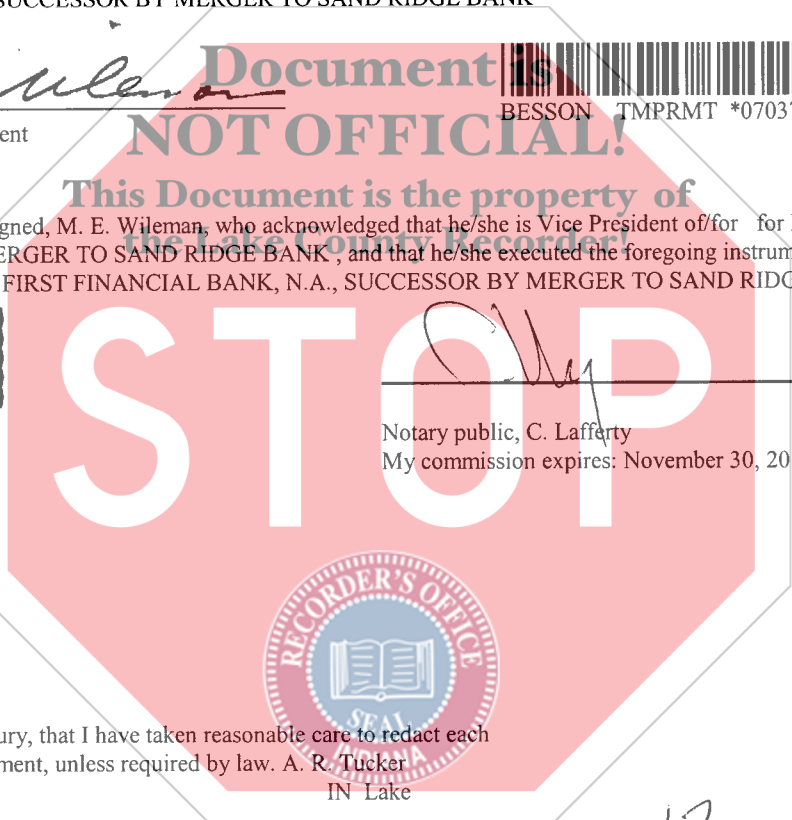 SUCCESSOR BY MERGER TO SAND RIDGE BANK
Wileman
Document is
NOT OFFICIAL!
This Document is the property of
the Lake County Recorder!
BESSON TMPRMT *07037
ent
gned, M. E. Wileman, who acknowledged that he/she is Vice President of/for for
ERGER TO SAND RIDGE BANK , and that he/she executed the foregoing instrum
FIRST FINANCIAL BANK, N.A., SUCCESSOR BY MERGER TO SAND RIDG
STOP
Notary public, C. Lafferty
My commission expires: November 30, 20
RECORDER'S OFFICE
SEAL
INDIANA
ury, that I have taken reasonable care to redact each
ment, unless required by law. A. R. Tucker
IN Lake